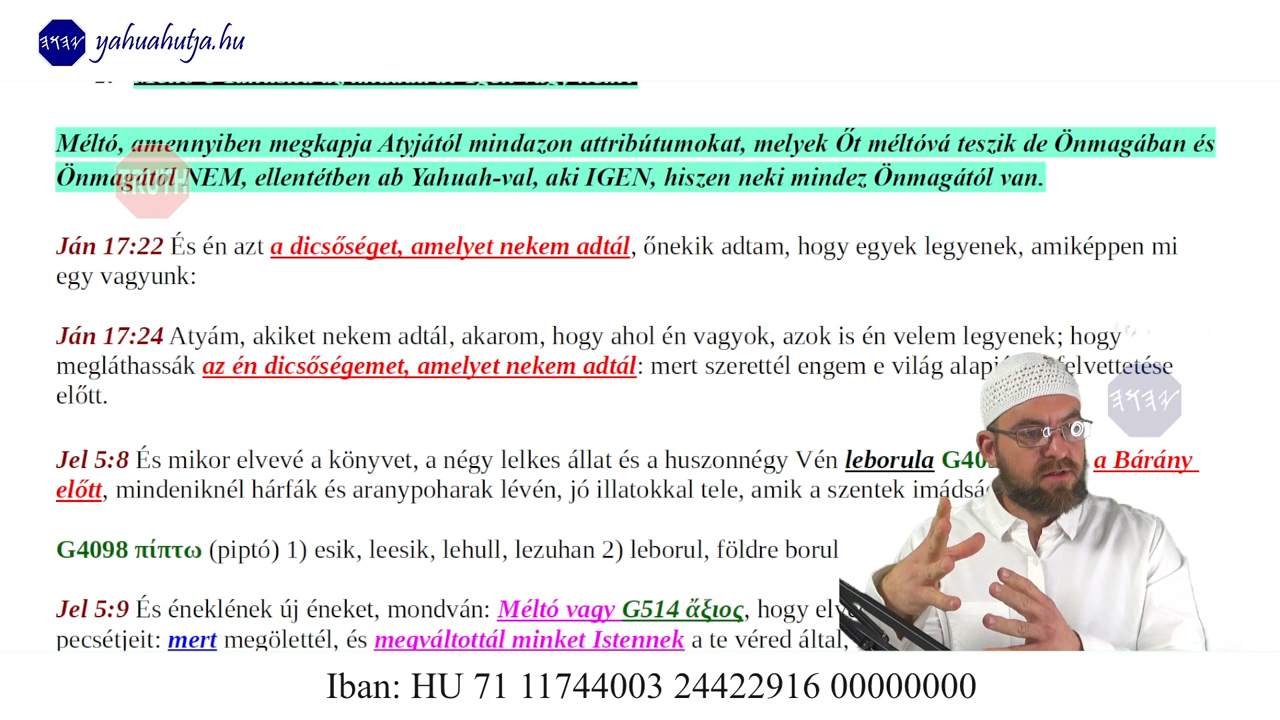 yahuahutja.hu
Méltó, amennyiben megkapja Atyjától mindazon attribútumokat, melyek Őt méltóvá teszik de Önmagában és
Önmagától NEM, ellentétben ab Yahuah-val, aki IGEN, hiszen neki mindez Önmagától van.
TRUTH
Ján 17:22 És én azt a dicsőséget, amelyet nekem adtál, őnekik adtam, hogy egyek legyenek, amiképpen mi
egy vagyunk:
Ján 17:24 Atyám, akiket nekem adtál, akarom, hogy ahol én vagyok, azok is én velem legyenek; hogy
megláthassák az én dicsőségemet, amelyet nekem adtál: mert szerettél engem e világ
előtt.
Jel 5:8 És mikor elvevé a könyvet, a négy lelkes állat és a huszonnégy Vén leborula a Bárány
előtt, mindeniknél hárfák és aranypoharak lévén, jó illatokkal tele, amik a szentek
G4098 πίπτω (piptó) 1) esik, leesik, lehull, lezuhan 2) leborul, földre borul
Jel 5:9 És éneklének új éneket, mondván: Méltó vagy G514 ἄξιος, hogy
pecsétjeit: mert megölettél, és megváltottál minket Istennek a te véred által,
Iban: HU 71 11744003 24422916 00000000